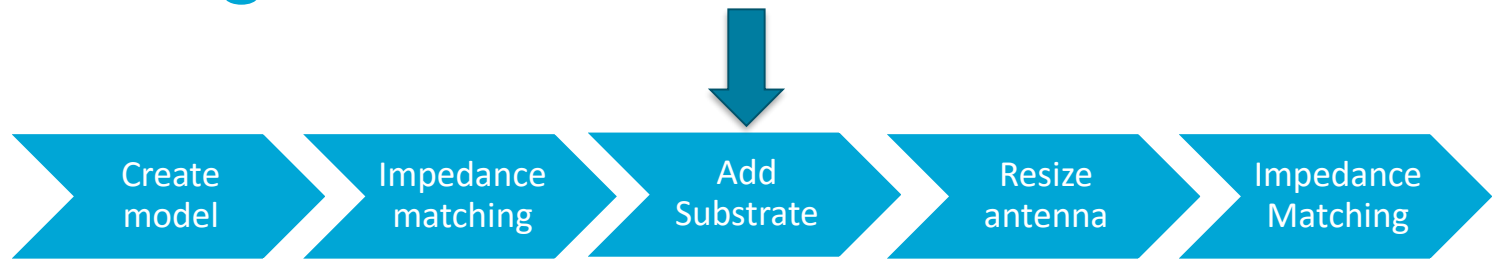 Create
model
Impedance
matching
Add
Substrate
Resize
antenna
Impedance
Matching